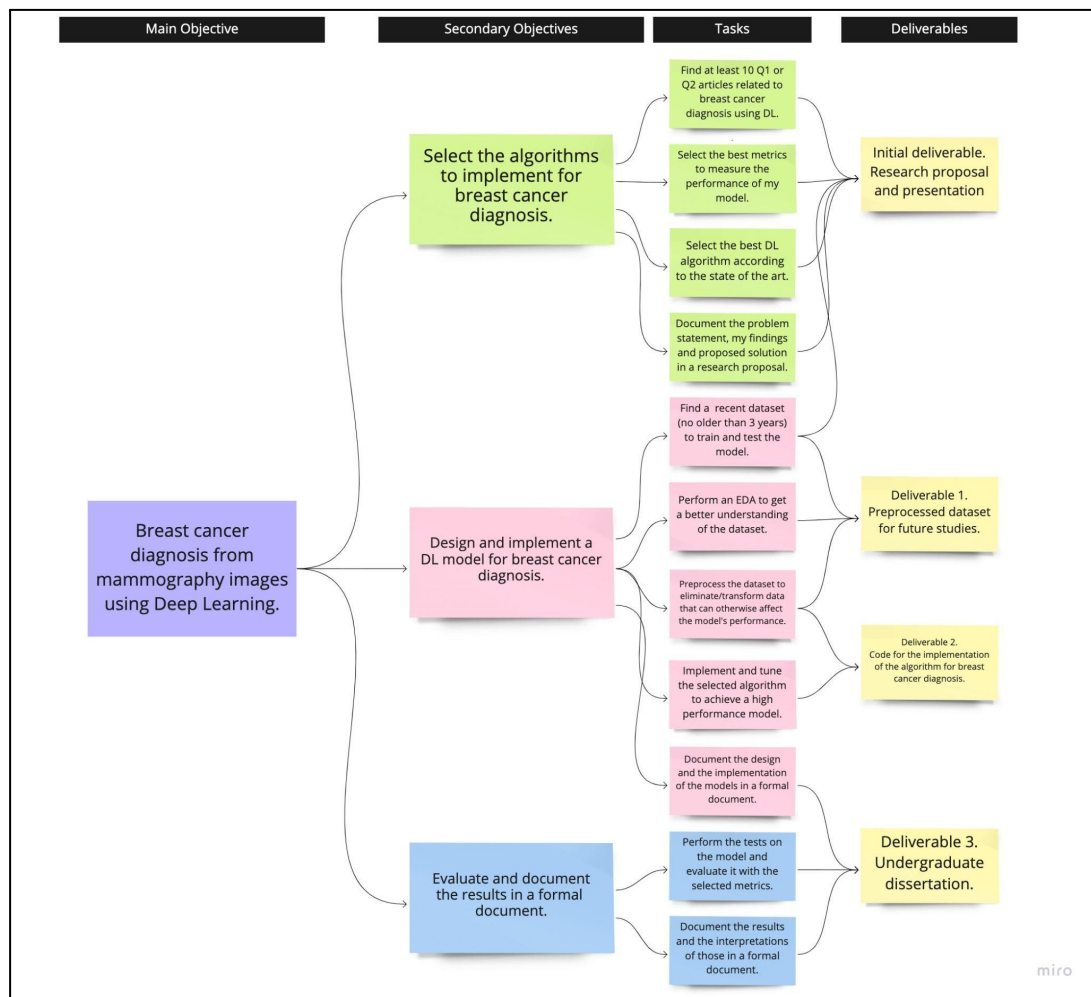 Main Objective
Secondary Objectives
Tasks
Deliverables
Breast cancer
diagnosis from
mammography images
using Deep Learning.
Select the algorithms
to implement for
breast cancer
diagnosis.
Design and implement a
DL model for breast cancer
diagnosis.
Evaluate and document
the results in a formal
document.
Find at least 10 Q1 or
Q2 articles related to
breast cancer
diagnosis using DL.
.
Select the best metrics
to measure the
performance of my
model.
Select the best DL
algorithm according
to the state of the art.
Document the problem
statement, my findings
and proposed solution
in a research proposal.
Find a recent dataset
(no older than 3 years)
to train and test the
model.
Perform an EDA to get
a better understanding
of the dataset.
Preprocess the dataset to
eliminate/transform data
that can otherwise affect
the model's performance.
Implement and tune
the selected algorithm
to achieve a high
performance model.
Document the design
and the implementation
of the models in a formal
document.
Perform the tests on
the model and
evaluate it with the
selected metrics.
Document the results
and the interpretations
of those in a formal
document.
Initial deliverable.
Research proposal
and presentation
Deliverable 1.
Preprocessed dataset
for future studies.
Deliverable 2.
Code for the implementation
of the algorithm for breast
cancer diagnosis.
Deliverable 3.
Undergraduate
dissertation.
miro